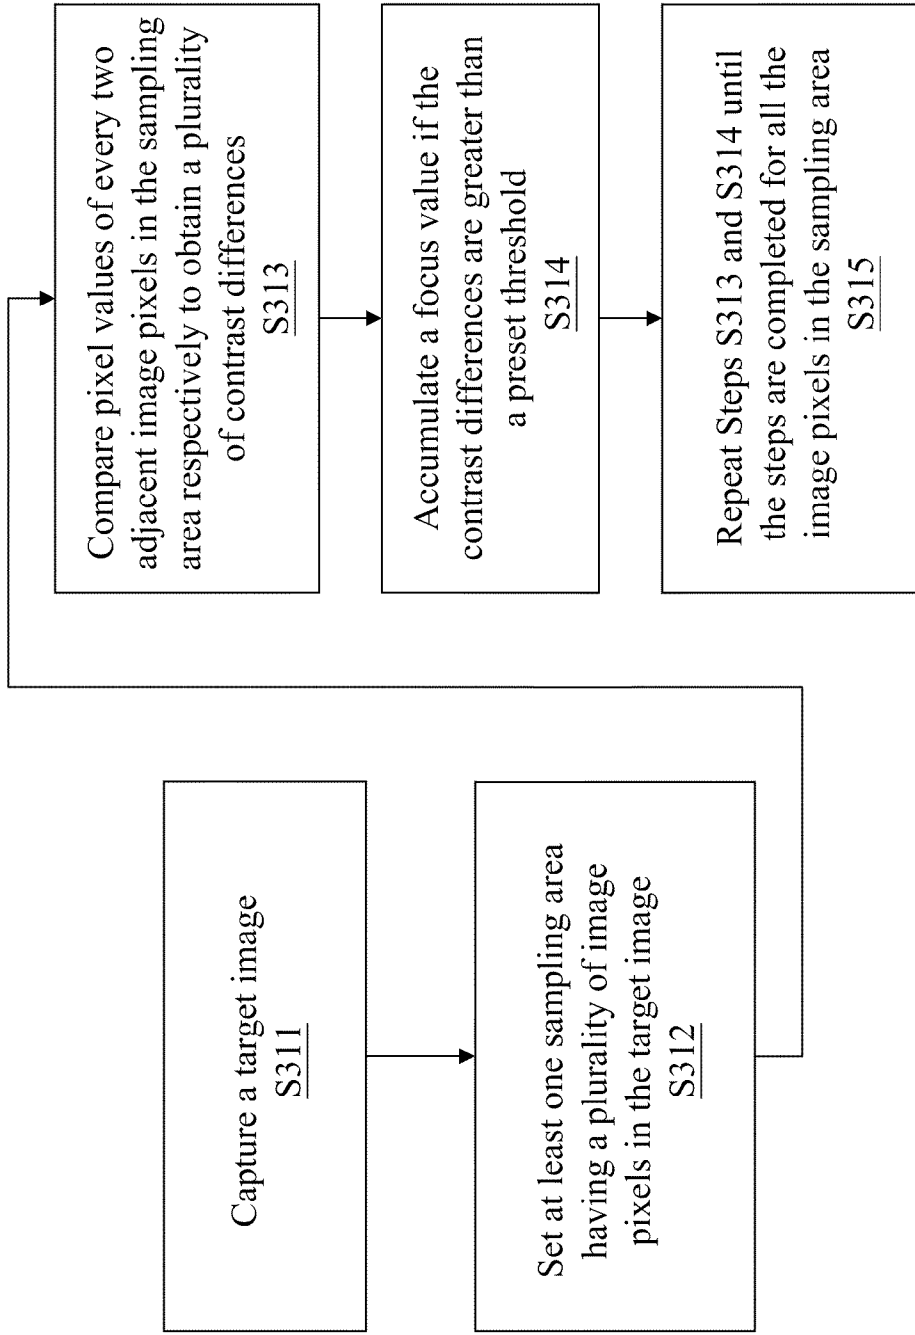 Capture a target image
S311
Set at least one sampling area
having a plurality of image
pixels in the target image
S312
Compare pixel values of every two
adjacent image pixels in the sampling
area respectively to obtain a plurality
of contrast differences
S313
Accumulate a focus value if the
contrast differences are greater than
a preset threshold
S314
Repeat Steps S313 and S314 until
the steps are completed for all the
image pixels in the sampling area
S315